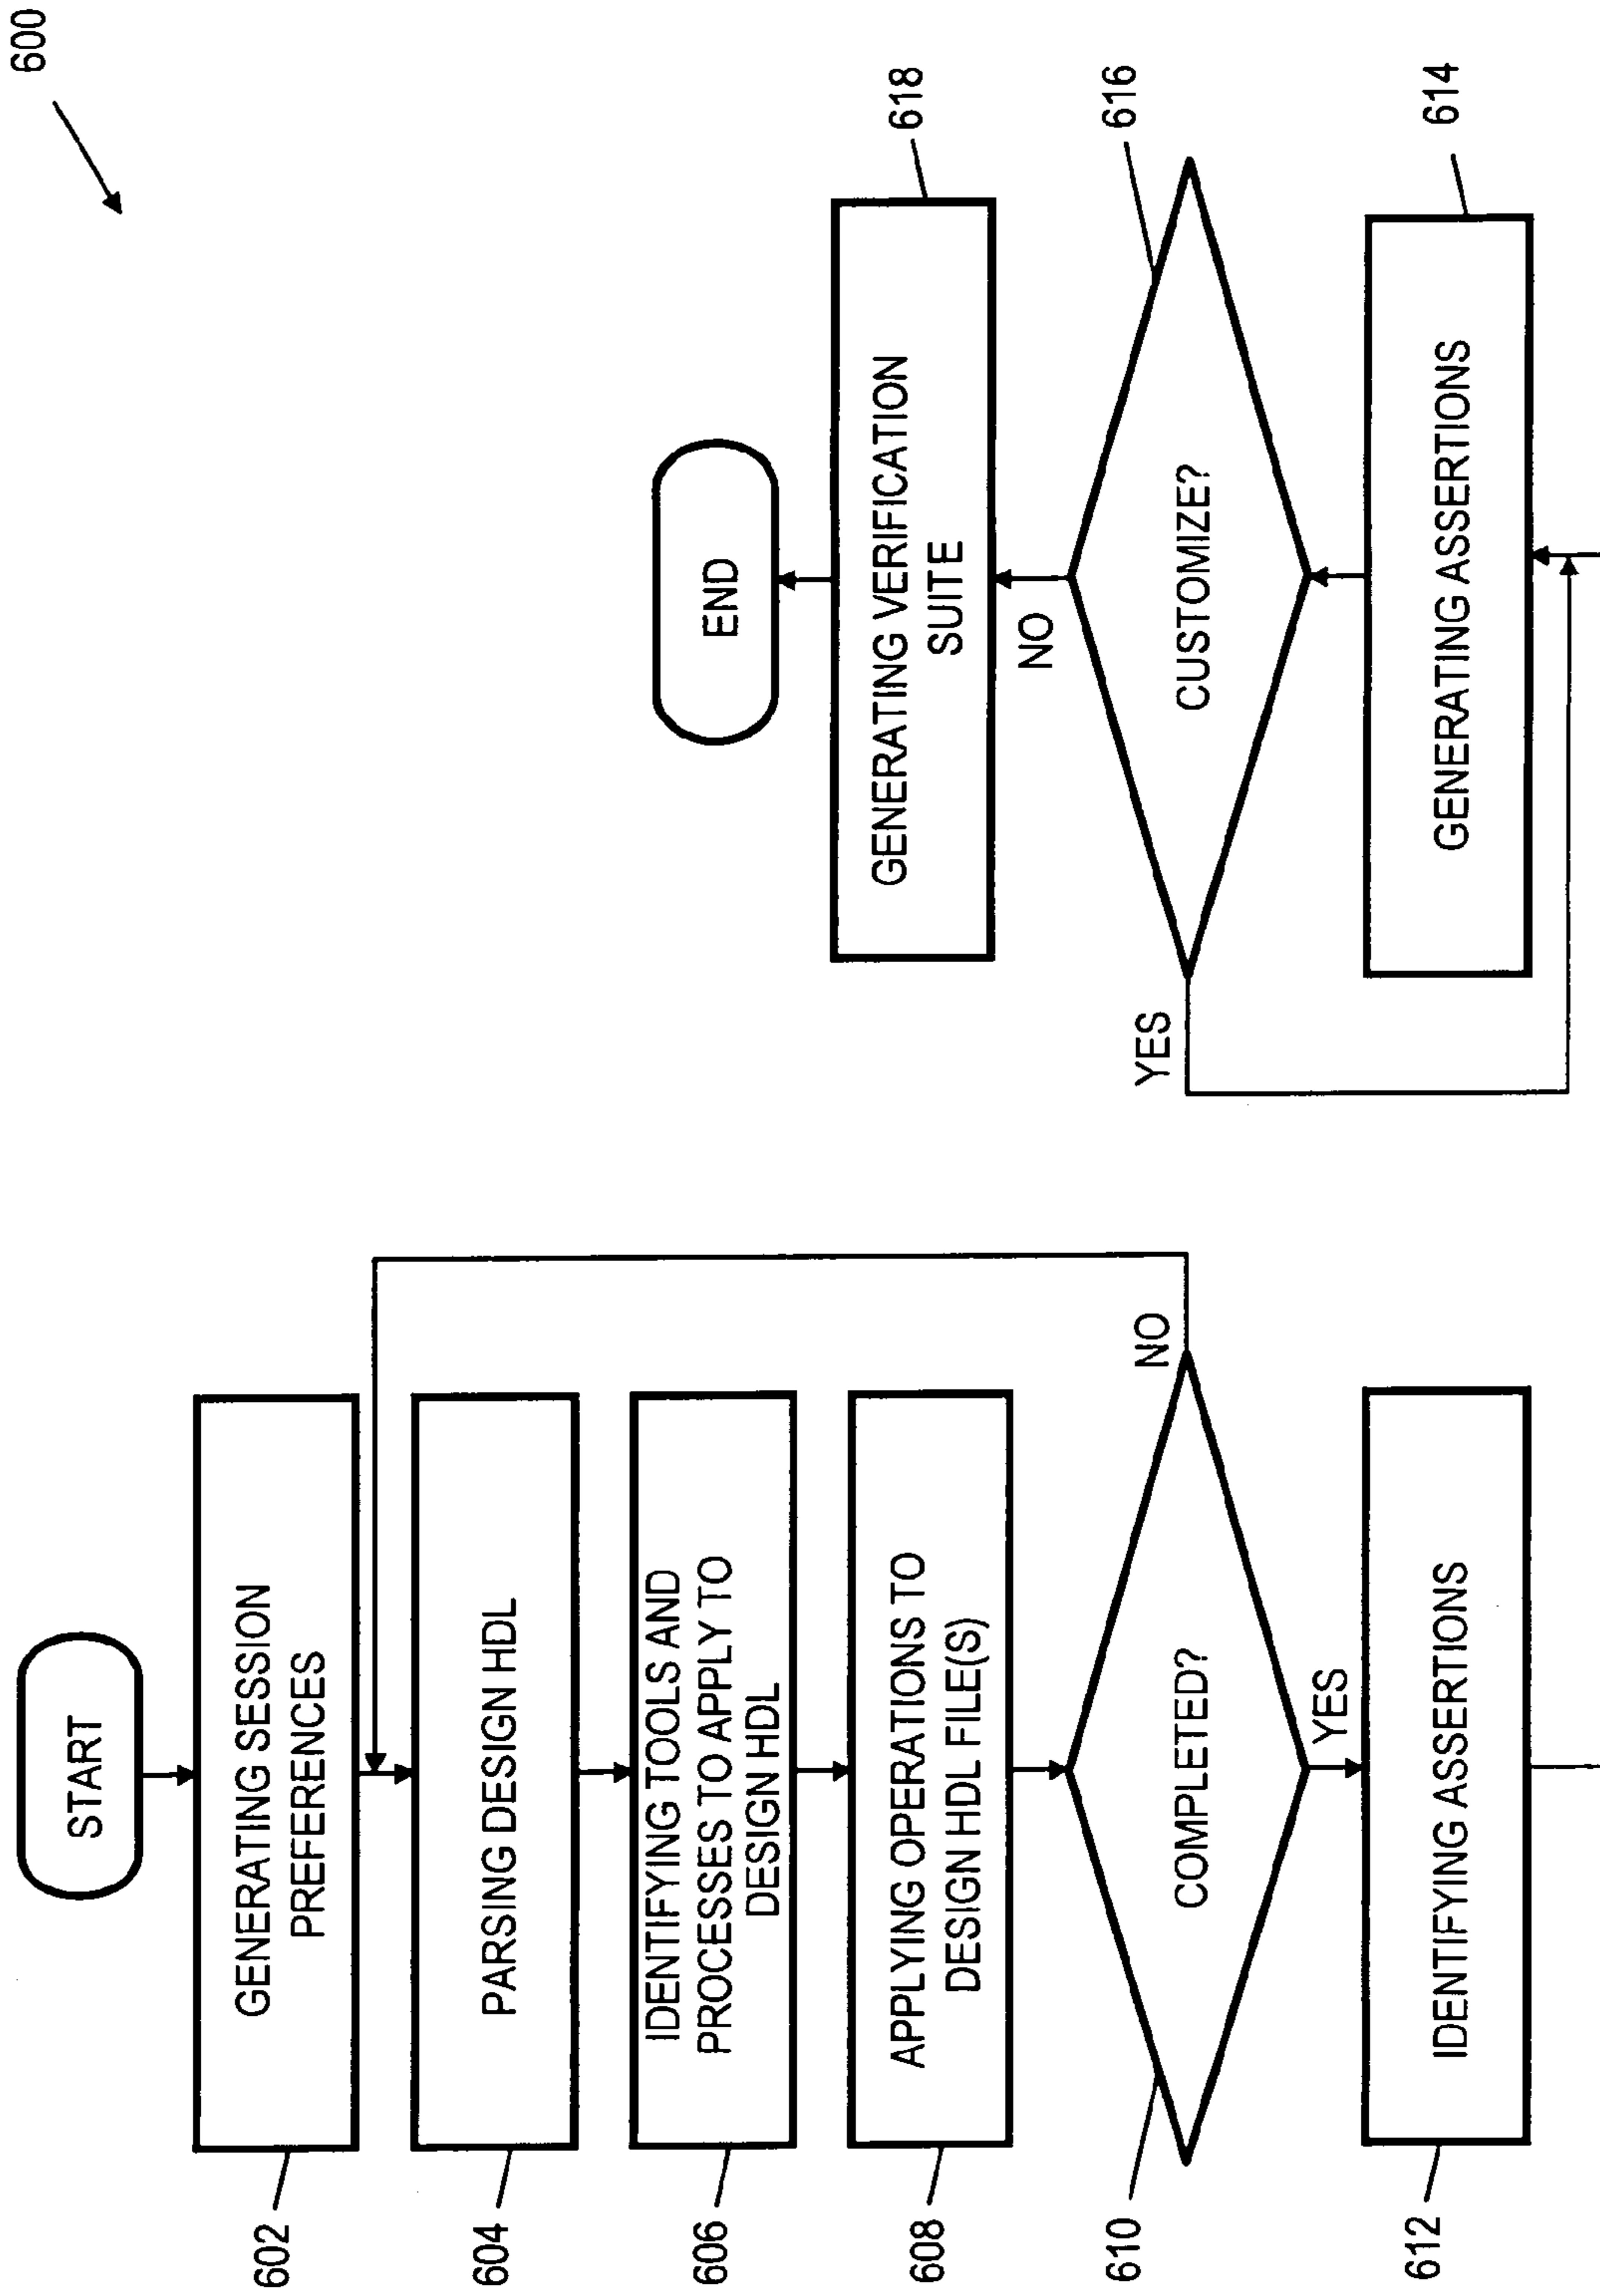 600
START
GENERATING SESSION
PREFERENCES
602
PARSING DESIGN HDL
604
IDENTIFYING TOOLS AND
PROCESSES TO APPLY TO
DESIGN HDL
606
APPLYING OPERATIONS TO
DESIGN HDL FILE(S)
608
COMPLETED?
610
NO
YES
IDENTIFYING ASSERTIONS
612
GENERATING ASSERTIONS
614
CUSTOMIZE?
616
YES
NO
GENERATING VERIFICATION
SUITE
618
END